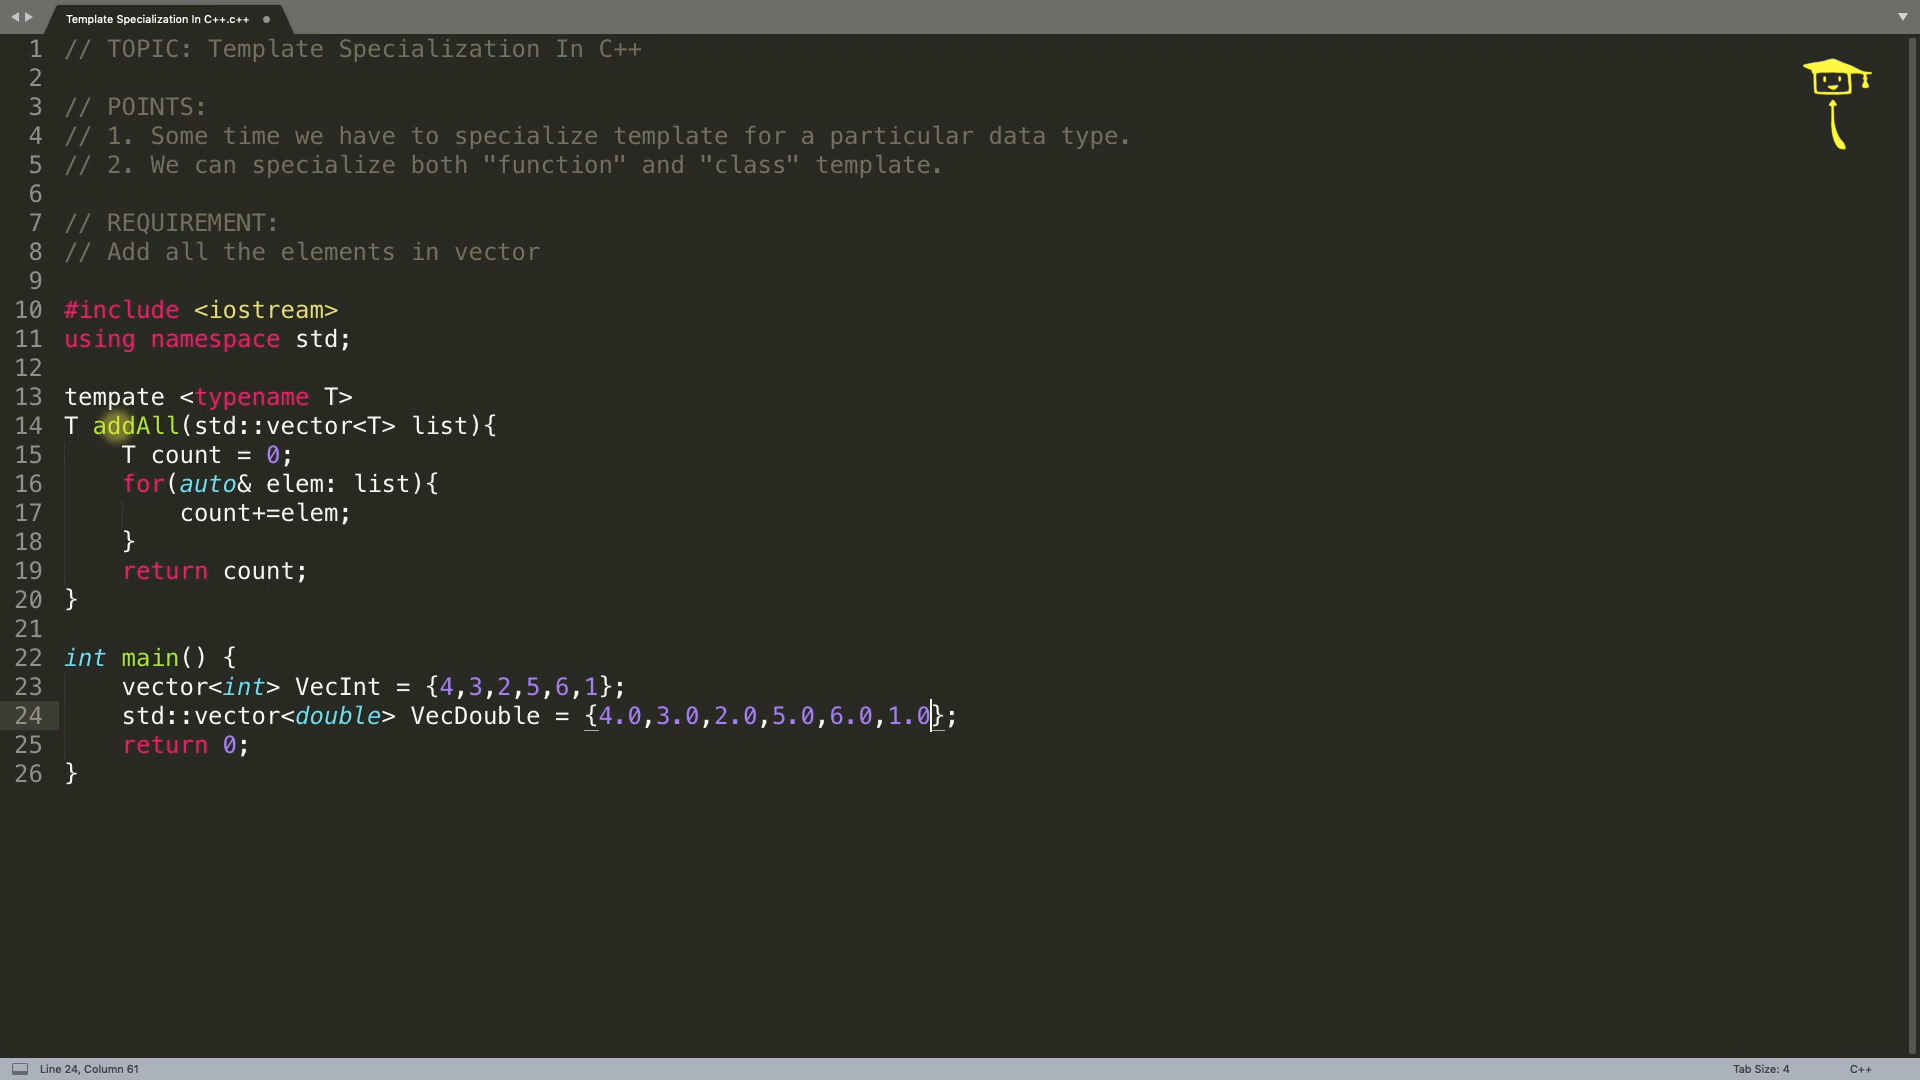 Template Specialization In C++.c++
1 // TOPIC: Template Specialization In C++
2
3 // POINTS:
4 // 1. Some time we have to specialize template for a particular data type.
5 // 2. We can specialize both "function" and "class" template.
6
7 // REQUIREMENT:
8 // Add all the elements in vector
9
10 #include <iostream>
11 using namespace std;
12
13 tempate <typename T>
14 T addAll(std::vector<T> list){
15     T count = 0;
16     for(auto& elem: list){
17         count+=elem;
18     }
19     return count;
20 }
21
22 int main() {
23     vector<int> VecInt = {4,3,2,5,6,1};
24     std::vector<double> VecDouble = {4.0,3.0,2.0,5.0,6.0,1.0};
25     return 0;
26 }
Line 24, Column 61 Tab Size: 4 C++